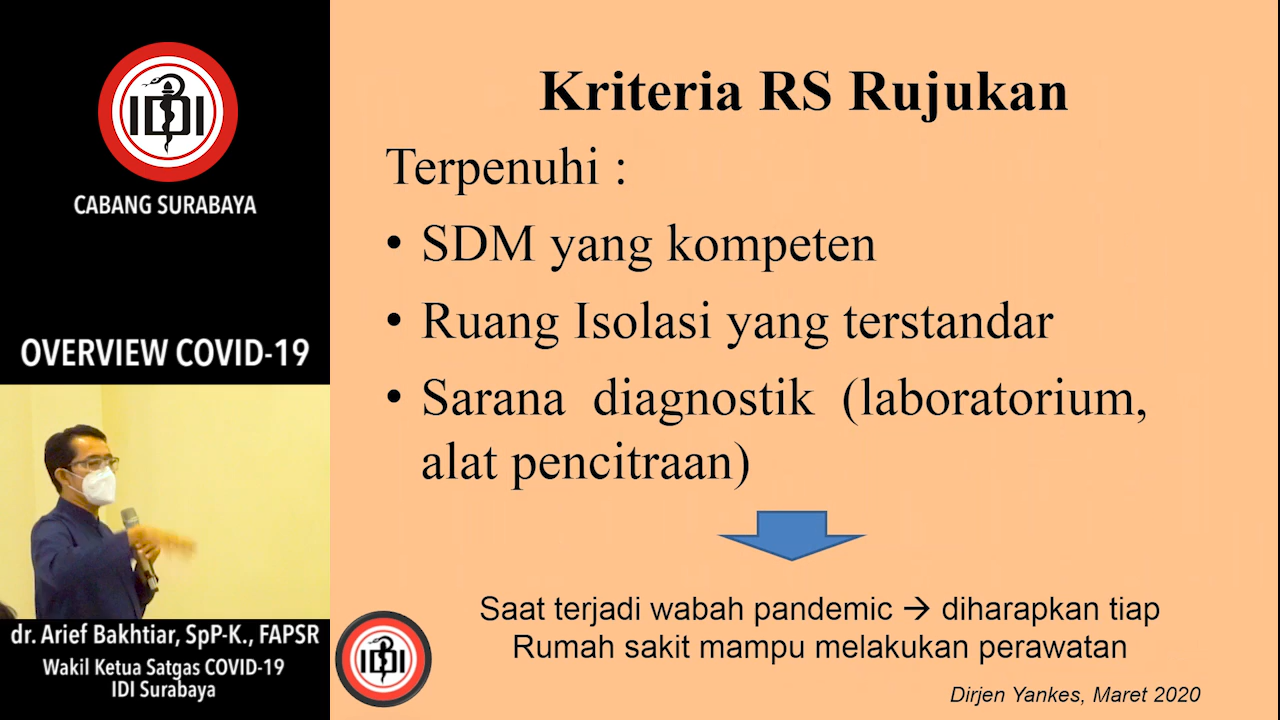 IDI
CABANG SURABAYA
OVERVIEW COVID-19
dr. Arief Bakhtiar, SpP-K., FAPSR
Wakil Ketua Satgas COVID-19
IDI Surabaya
Kriteria RS Rujukan
Terpenuhi :
• SDM yang kompeten
• Ruang Isolasi yang terstandar
• Sarana diagnostik (laboratorium,
alat pencitraan)
Saat terjadi wabah pandemic → diharapkan tiap
Rumah sakit mampu melakukan perawatan
IDI
Dirjen Yankes, Maret 2020